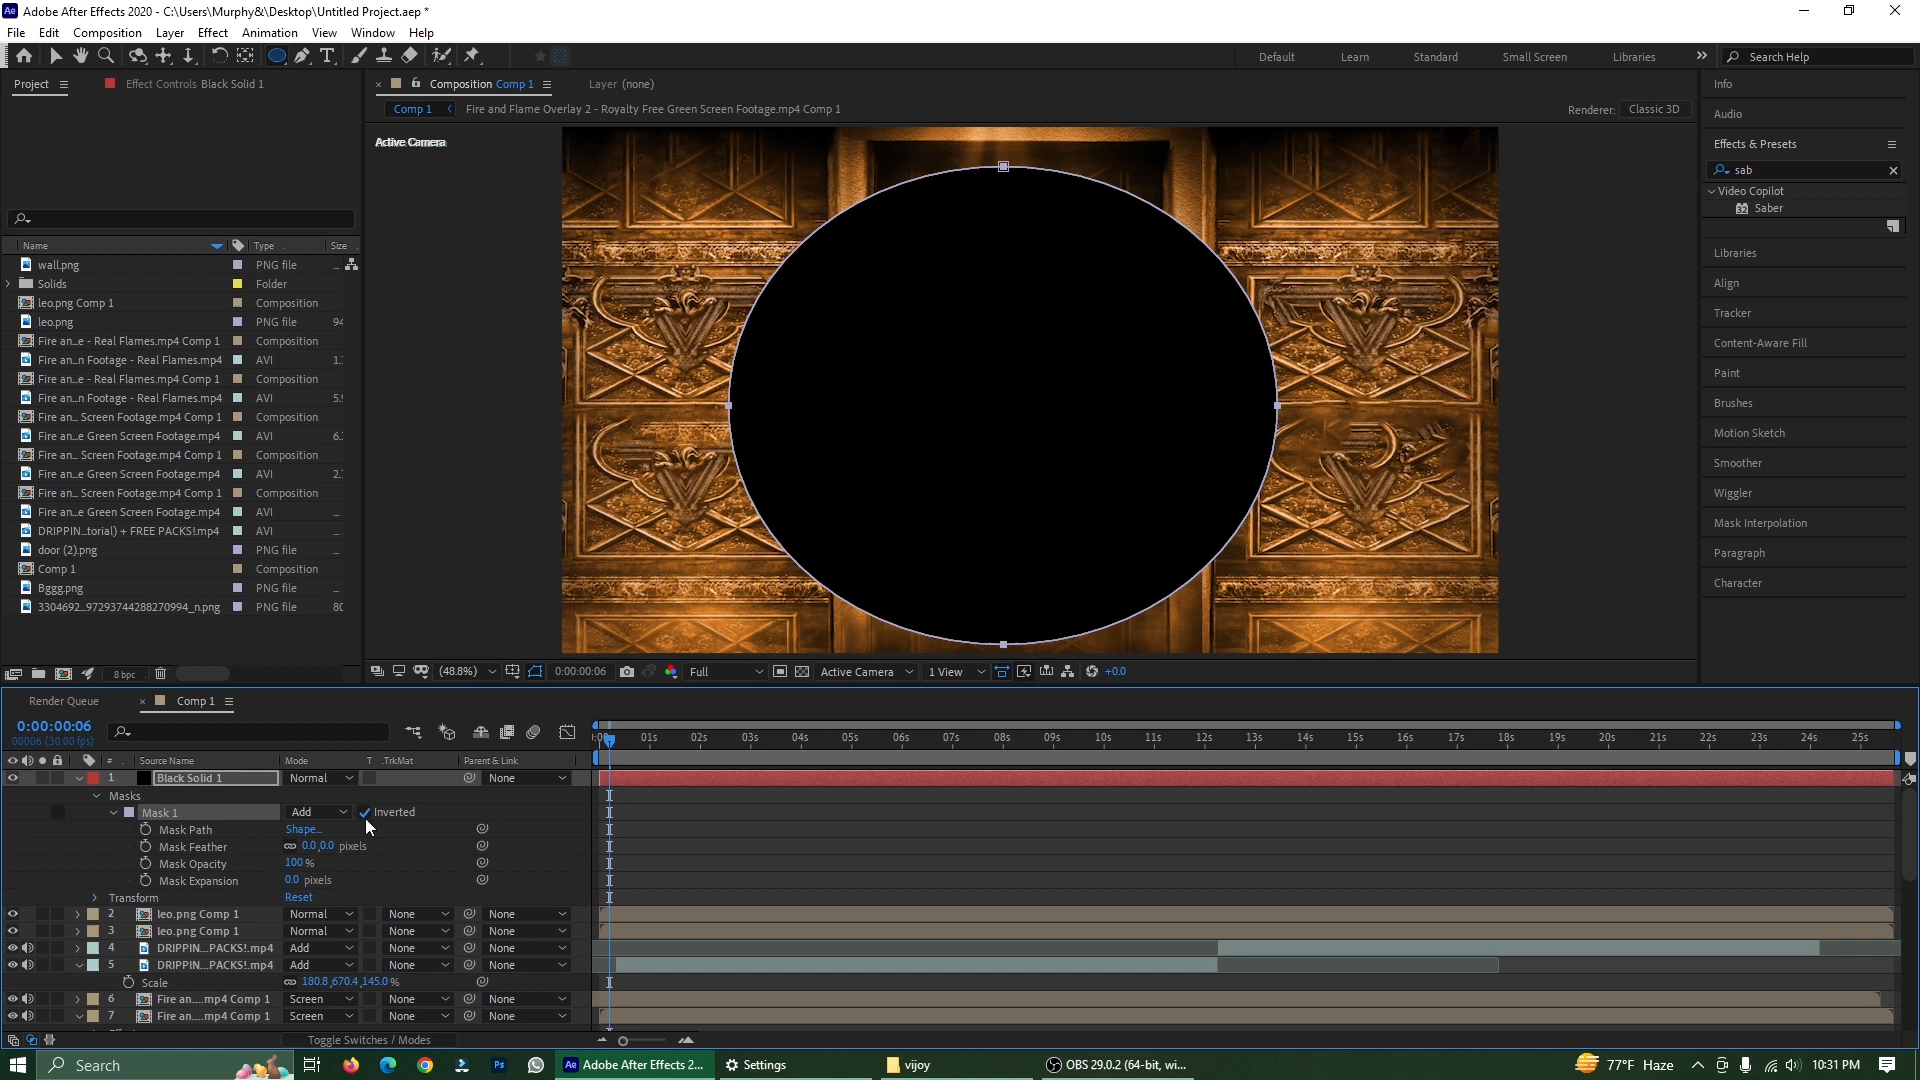 Adobe After Effects 2020 - C:\Users\Murphy&\Desktop\Untitled Project.aep *
File Edit Composition Layer Effect Animation View Window Help
Default Learn Standard Small Screen Libraries Search Help
Project Effect Controls Black Solid 1 Composition Comp 1 Layer (none) Info
Comp 1 Fire and Flame Overlay 2 - Royalty Free Green Screen Footage.mp4 Comp 1 Renderer: Classic 3D Audio
Active Camera
Effects & Presets
sab
Video Copilot
Saber
Libraries
Align
Tracker
Content-Aware Fill
Paint
Brushes
Motion Sketch
Smoother
Wiggler
Mask Interpolation
Paragraph
Character
Name Type Size
wall.png PNG file ...
Solids Folder
leo.png Comp 1 Composition
leo.png PNG file 94
Fire an...e - Real Flames.mp4 Comp 1 Composition
Fire an...n Footage - Real Flames.mp4 AVI 1.
Fire an...e - Real Flames.mp4 Comp 1 Composition
Fire an...n Footage - Real Flames.mp4 AVI 5.
Fire an... Screen Footage.mp4 Comp 1 Composition
Fire an...e Green Screen Footage.mp4 AVI 6.
Fire an... Screen Footage.mp4 Comp 1 Composition
Fire an...e Green Screen Footage.mp4 AVI 2.
Fire an... Screen Footage.mp4 Comp 1 Composition
Fire an...e Green Screen Footage.mp4 AVI ...
DRIPPIN...torial) + FREE PACKS!.mp4 AVI ...
door (2).png PNG file ...
Comp 1 Composition
Bggg.png PNG file ...
3304692...97293744288270994_n.png PNG file 80
8 bpc (48.8%) 0:00:00:06 Full Active Camera 1 View +0.0
Render Queue Comp 1
0:00:00:06
00006 (30.00 fps)
01s 02s 03s 04s 05s 06s 07s 08s 09s 10s 11s 12s 13s 14s 15s 16s 17s 18s 19s 20s 21s 22s 23s 24s 25s
# Source Name Mode T .TrkMat Parent & Link
1 Black Solid 1 Normal None
Masks
Mask 1 Add Inverted
Mask Path Shape...
Mask Feather 0.0,0.0 pixels
Mask Opacity 100 %
Mask Expansion 0.0 pixels
Transform Reset
2 leo.png Comp 1 Normal None None
3 leo.png Comp 1 Normal None None
4 DRIPPIN...PACKS!.mp4 Add None None
5 DRIPPIN...PACKS!.mp4 Add None None
Scale 180.8,670.4,145.0 %
6 Fire an....mp4 Comp 1 Screen None None
7 Fire an....mp4 Comp 1 Screen None None
Toggle Switches / Modes
Search Adobe After Effects 2... Settings vijoy OBS 29.0.2 (64-bit, wi... 77°F Haze 10:31 PM